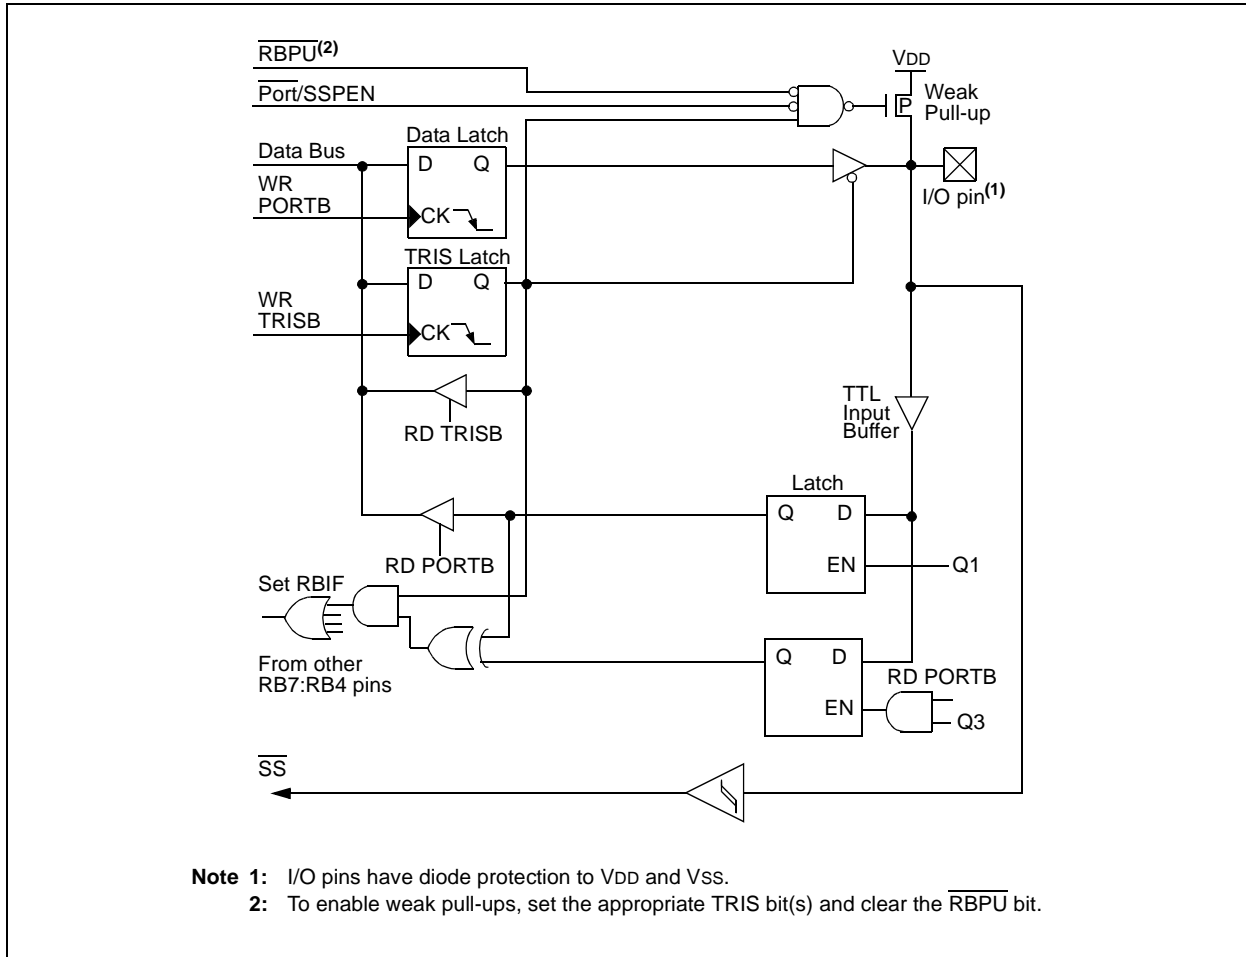 RBPU(2)
VDD
Port/SSPEN
Weak
Pull-up
P
Data Latch
Data Bus
D Q
WR
PORTB
CK
I/O pin(1)
TRIS Latch
D Q
WR
TRISB
CK
TTL
Input
Buffer
RD TRISB
Latch
Q D
EN
Q1
RD PORTB
Set RBIF
Q D
From other
RB7:RB4 pins
RD PORTB
EN
Q3
SS
Note 1: I/O pins have diode protection to VDD and VSS.
2: To enable weak pull-ups, set the appropriate TRIS bit(s) and clear the RBPU bit.